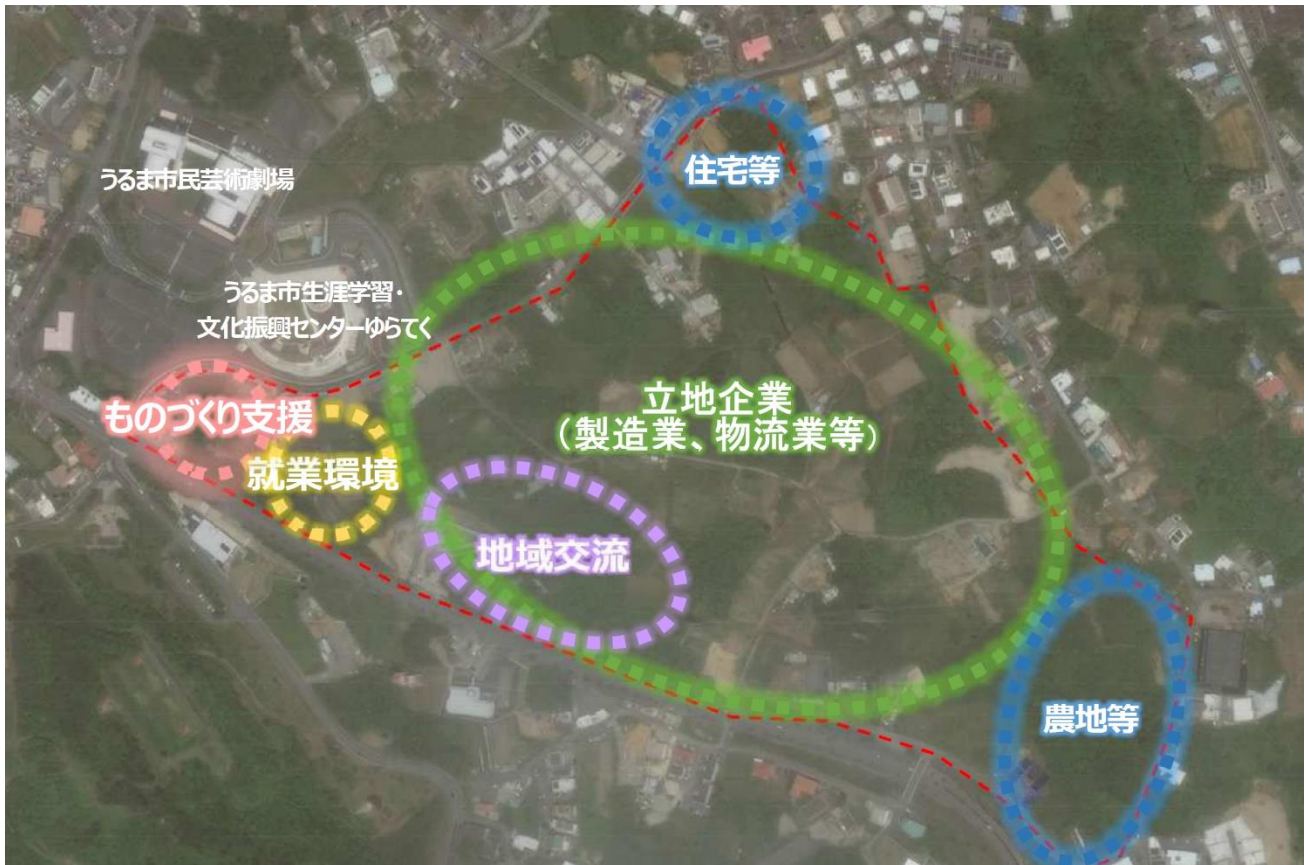 住宅等
うるま市民芸術劇場
うるま市生涯学習・
文化振興センターゆらてく
ものづくり支援
就業環境
立地企業
（製造業、物流業等）
地域交流
農地等